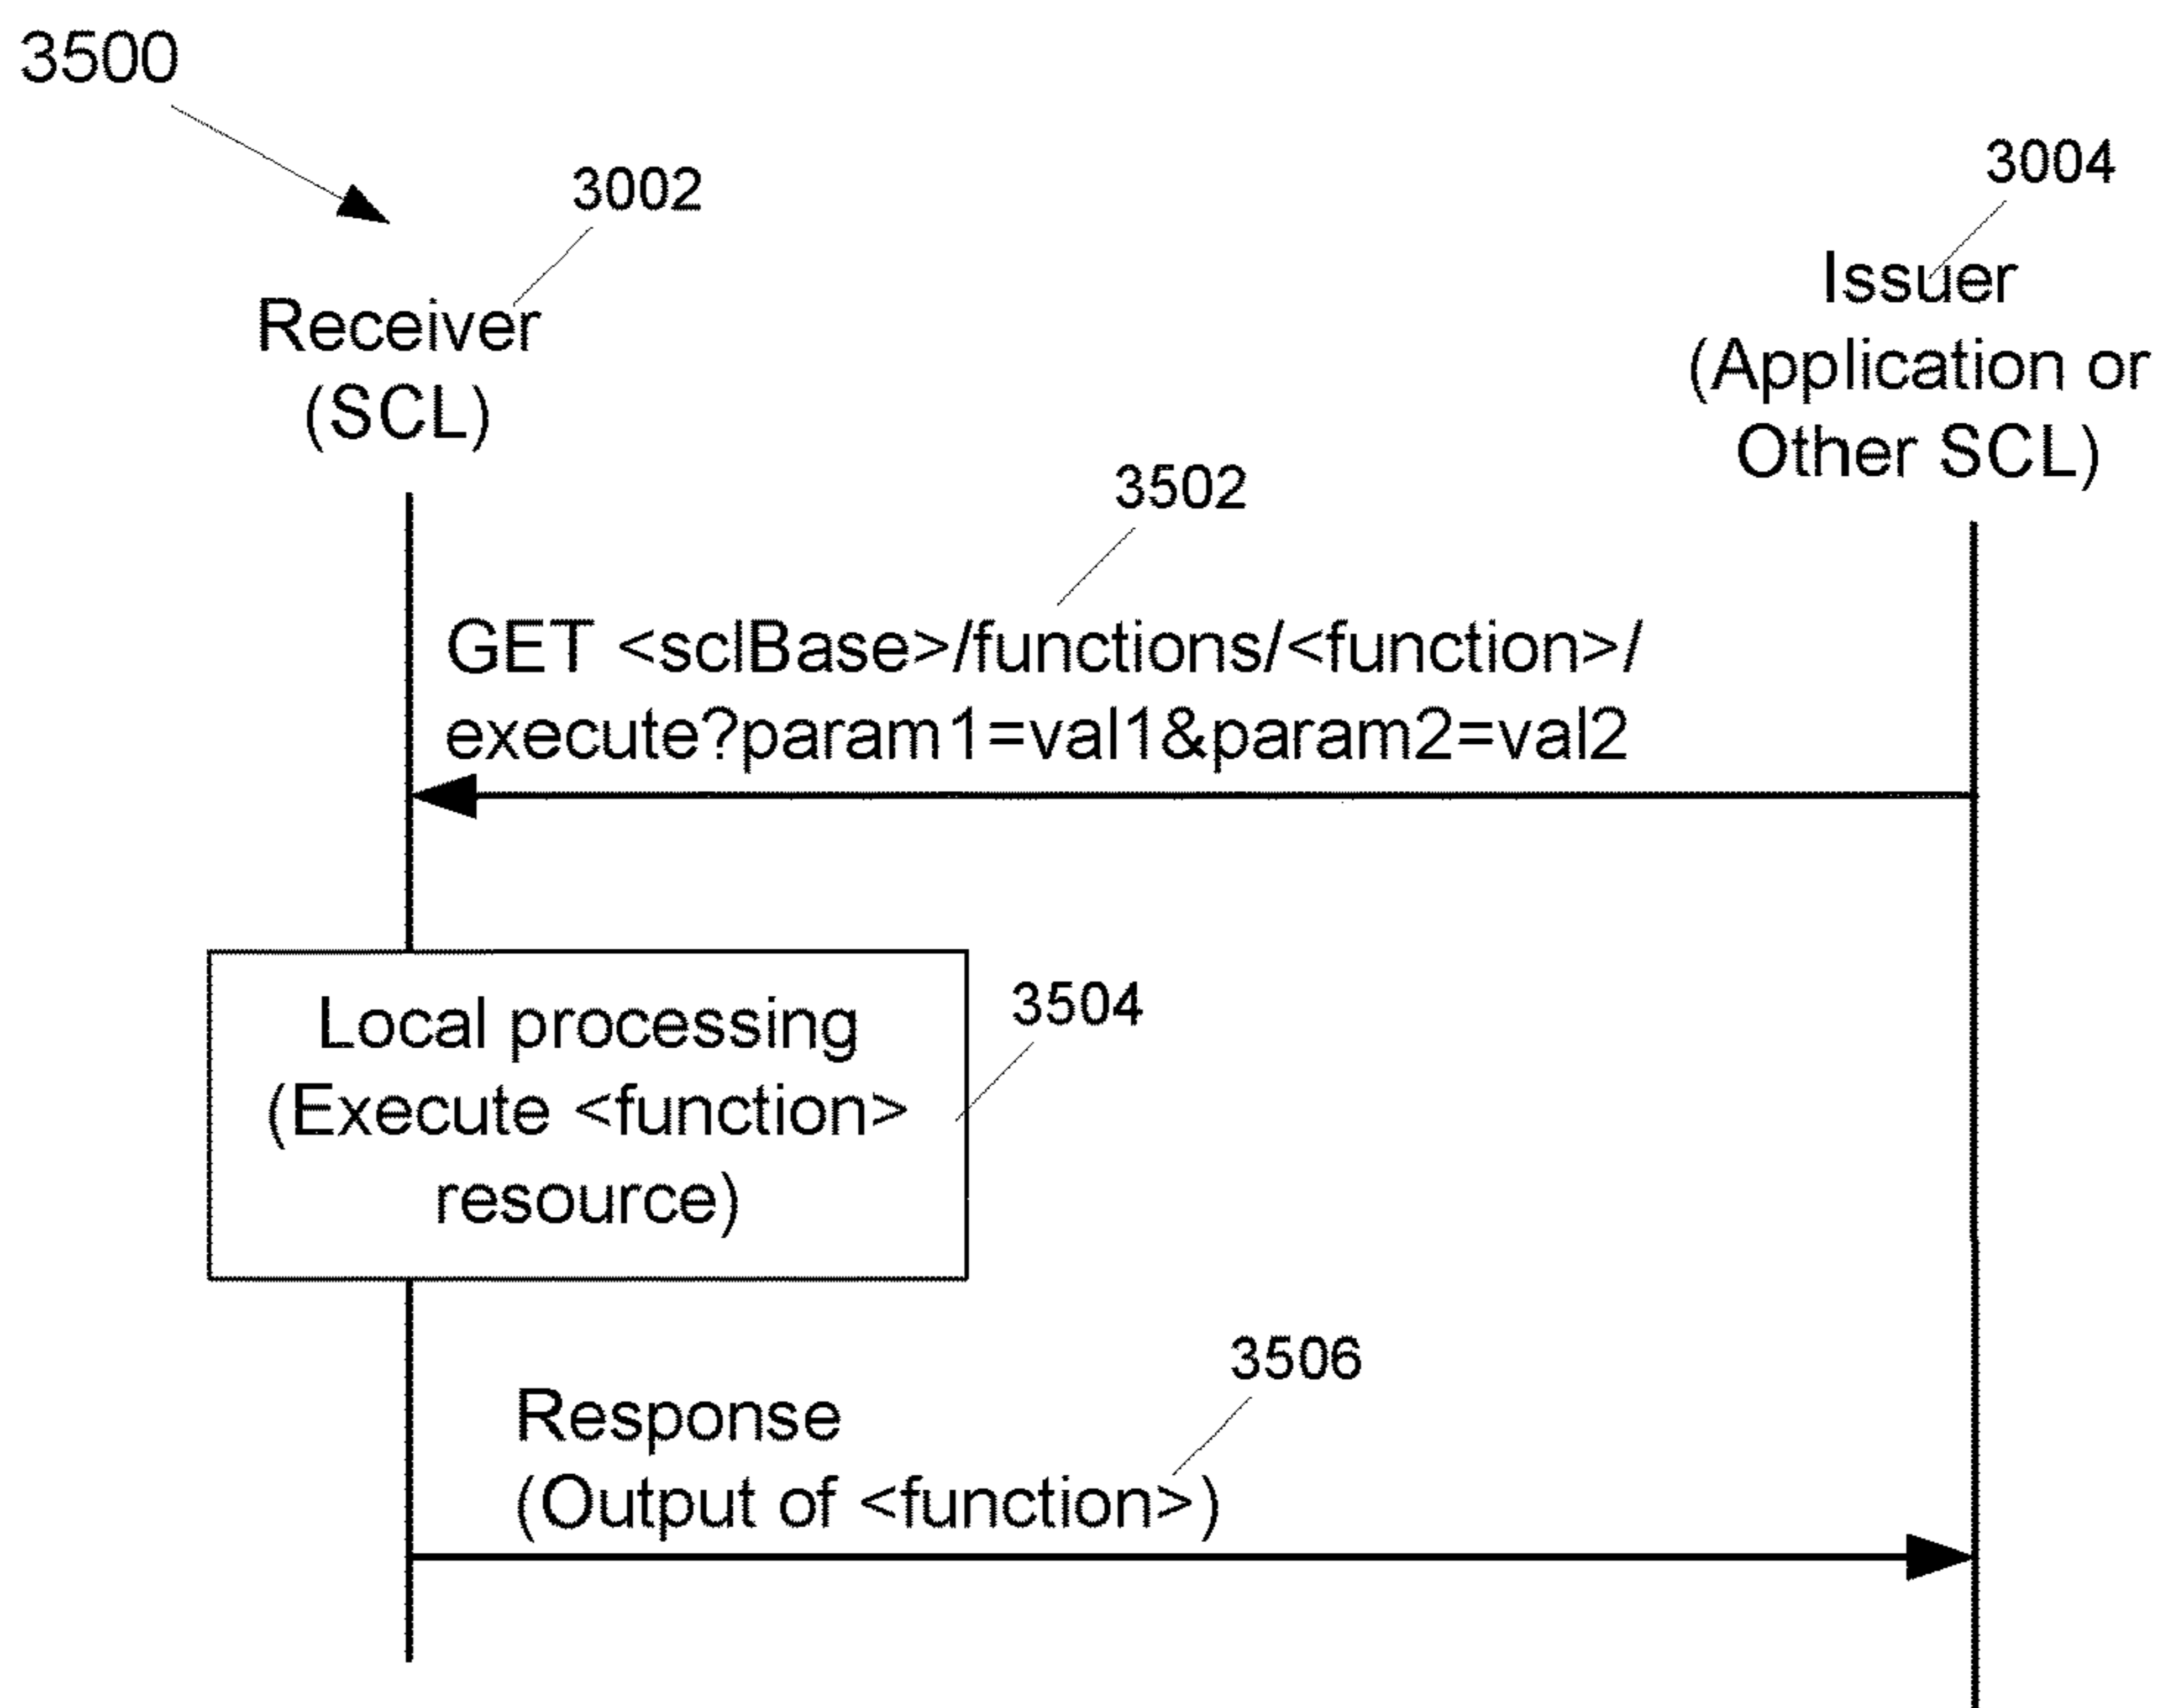 3500
3002
3004
Receiver
(SCL)
Issuer
(Application or
Other SCL)
3502
GET <sclBase>/functions/<function>/
execute?param1=val1&param2=val2
Local processing
(Execute <function>
resource)
3504
3506
Response
(Output of <function>)